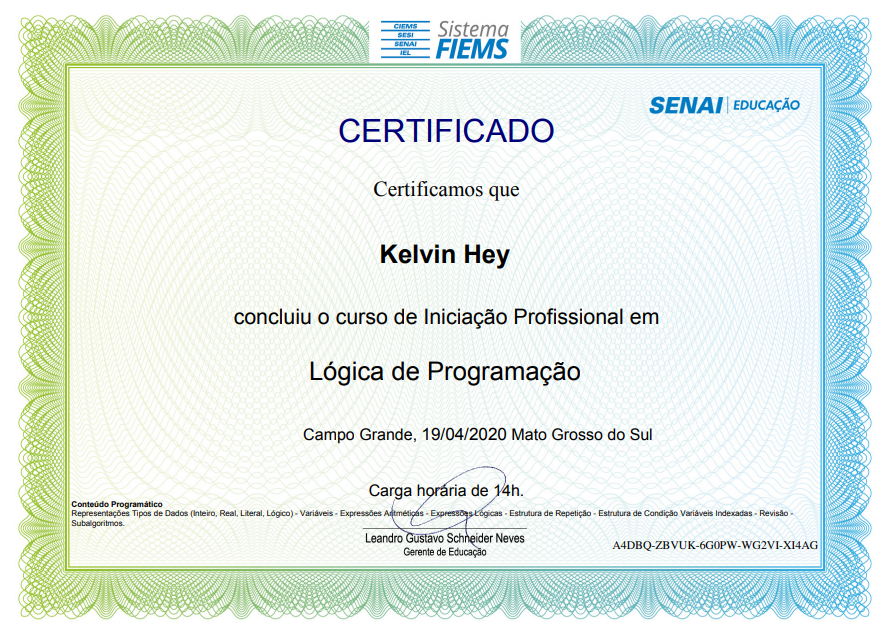 CIEMS
SESI
SENAI
IEL
Sistema
FIEMS
SENAI | EDUCAÇÃO
CERTIFICADO
Certificamos que
Kelvin Hey
concluiu o curso de Iniciação Profissional em
Lógica de Programação
Campo Grande, 19/04/2020 Mato Grosso do Sul
Carga horária de 14h.
Conteúdo Programático
Representações Tipos de Dados (Inteiro, Real, Literal, Lógico) - Variáveis - Expressões Aritméticas - Expressões Lógicas - Estrutura de Repetição - Estrutura de Condição Variáveis Indexadas - Revisão -
Subalgoritmos.
Leandro Gustavo Schneider Neves
Gerente de Educação
A4DBQ-ZBVUK-6G0PW-WG2VI-XI4AG